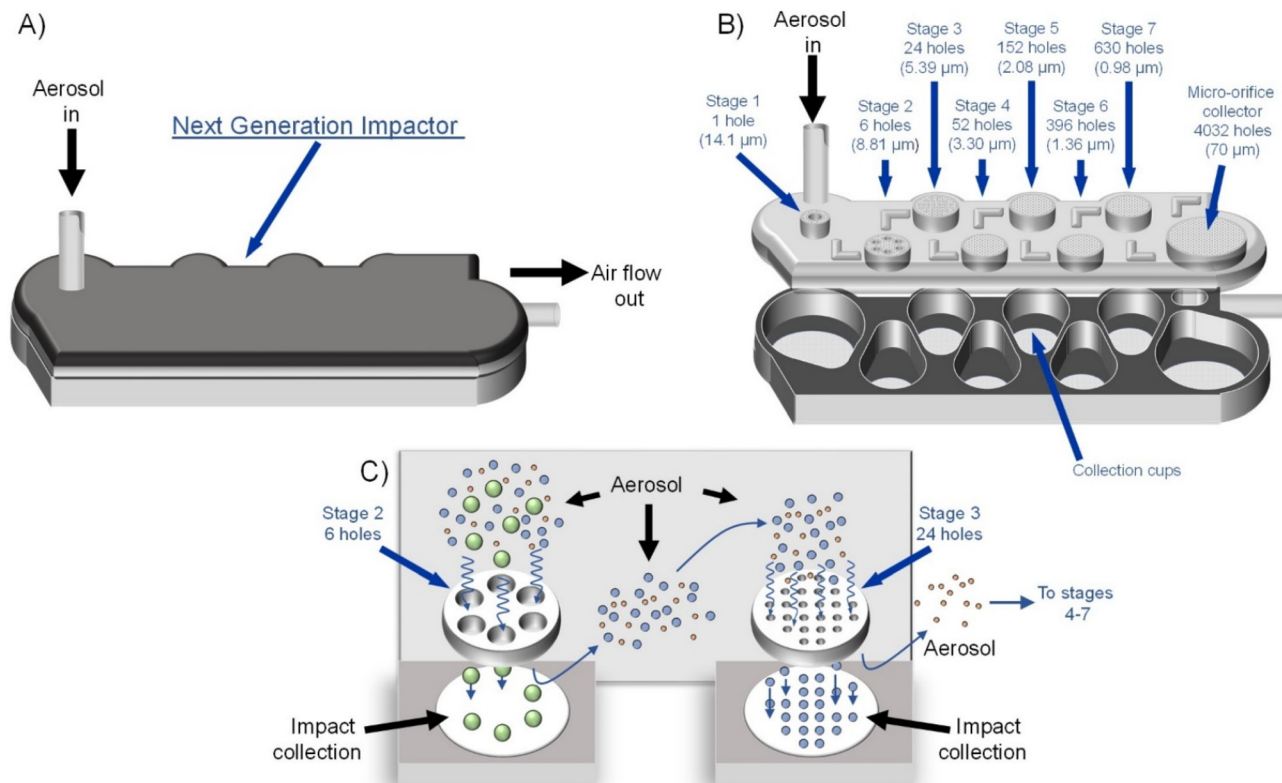 A)
Aerosol
in
Next Generation Impactor
Air flow
out
B)
Aerosol
in
Stage 1
1 hole
(14.1 µm)
Stage 2
6 holes
(8.81 µm)
Stage 3
24 holes
(5.39 µm)
Stage 4
52 holes
(3.30 µm)
Stage 5
152 holes
(2.08 µm)
Stage 6
396 holes
(1.36 µm)
Stage 7
630 holes
(0.98 µm)
Micro-orifice
collector
4032 holes
(70 µm)
Collection cups
C)
Aerosol
Stage 2
6 holes
Stage 3
24 holes
To stages
4-7
Aerosol
Impact
collection
Impact
collection